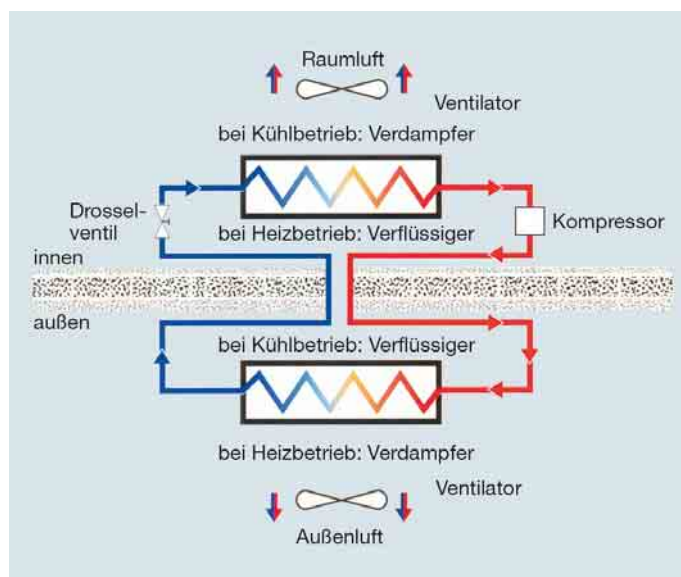 Raumluft
Ventilator
bei Kühlbetrieb: Verdampfer
Drossel-
ventil
bei Heizbetrieb: Verflüssiger
Kompressor
innen
außen
bei Kühlbetrieb: Verflüssiger
bei Heizbetrieb: Verdampfer
Ventilator
Außenluft